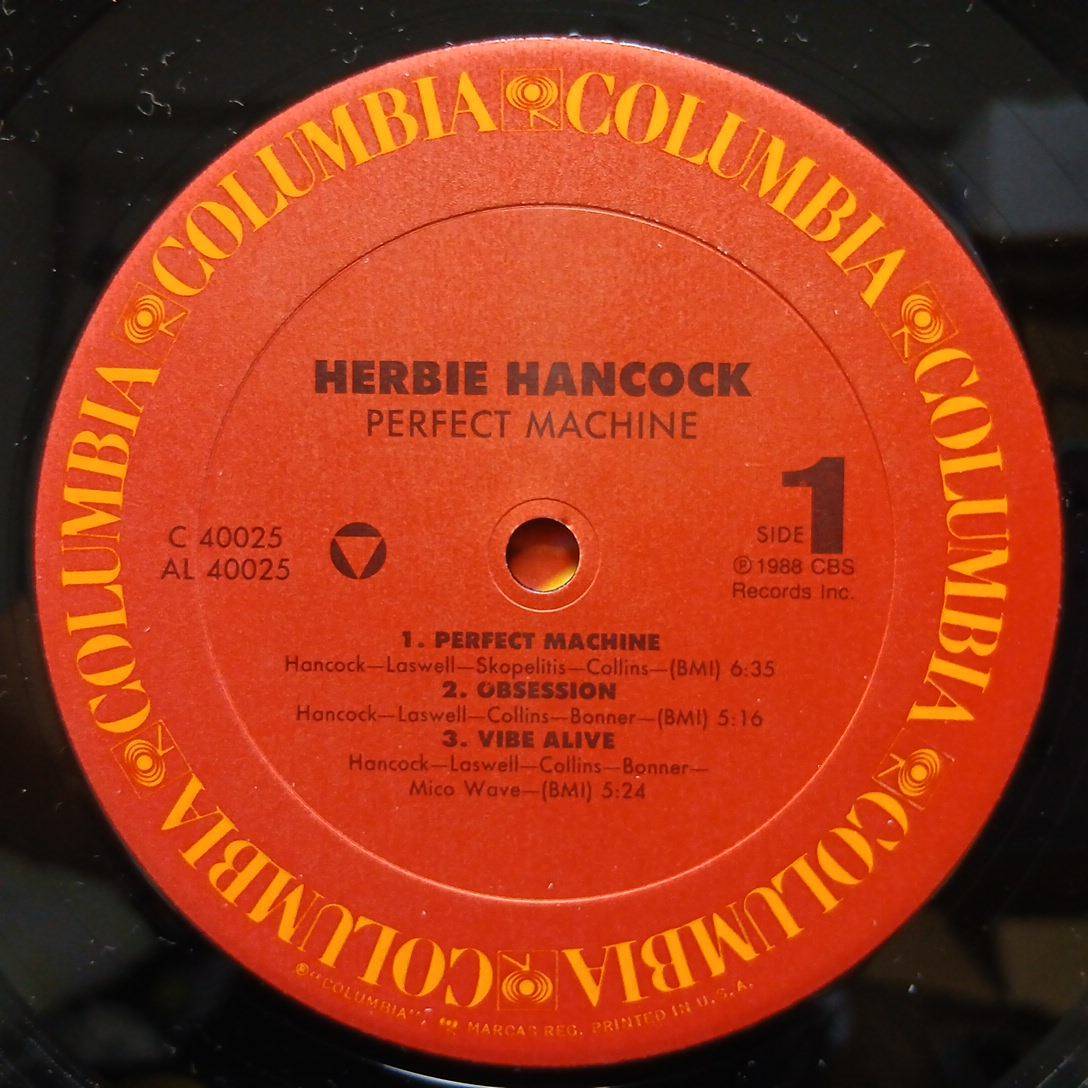 COLUMBIA COLUMBIA COLUMBIA COLUMBIA COLUMBIA COLUMBIA COLUMBIA COLUMBIA
HERBIE HANCOCK
PERFECT MACHINE
C 40025
AL 40025
SIDE 1
℗ 1988 CBS
Records Inc.
1. PERFECT MACHINE
Hancock—Laswell—Skopelitis—Collins—(BMI) 6:35
2. OBSESSION
Hancock—Laswell—Collins—Bonner—(BMI) 5:16
3. VIBE ALIVE
Hancock—Laswell—Collins—Bonner—
Mico Wave—(BMI) 5:24
®"COLUMBIA", MARCAS REG. PRINTED IN U.S.A.